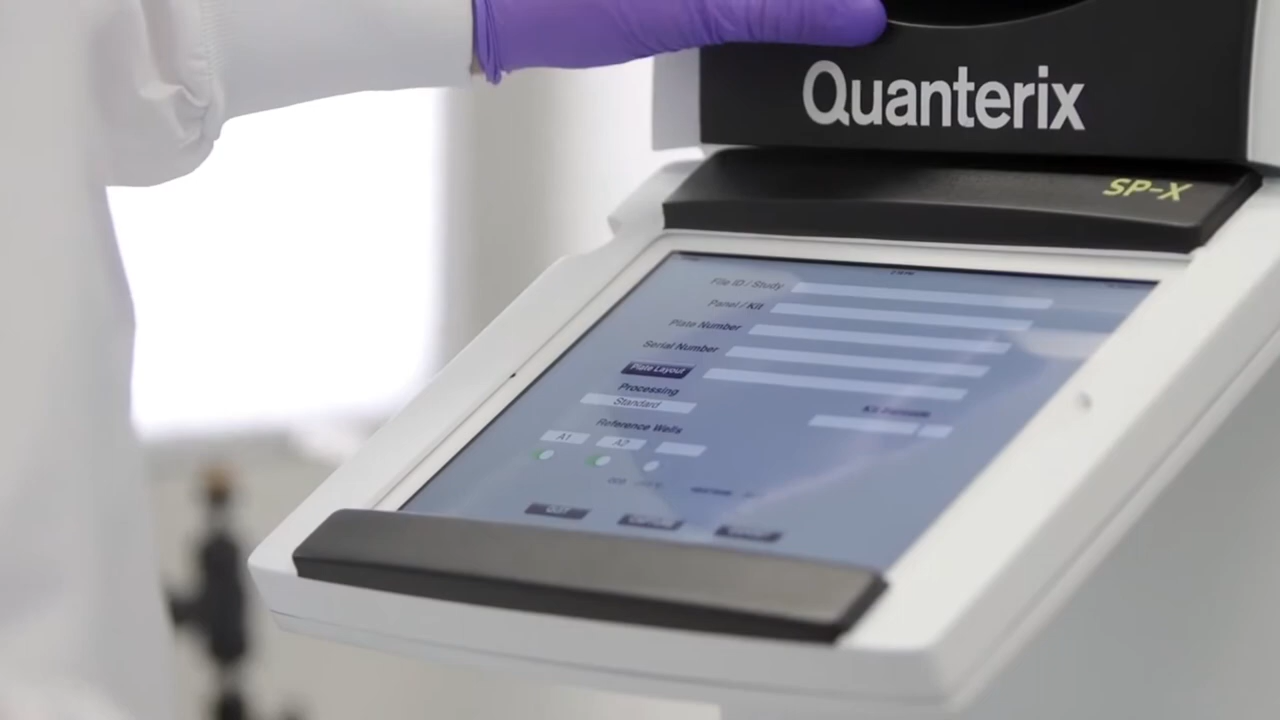 Quanterix
SP-X
File ID / Study
Panel / Kit
Plate Number
Serial Number
Plate Layout
Processing
Standard
Reference Wells
A1 A2